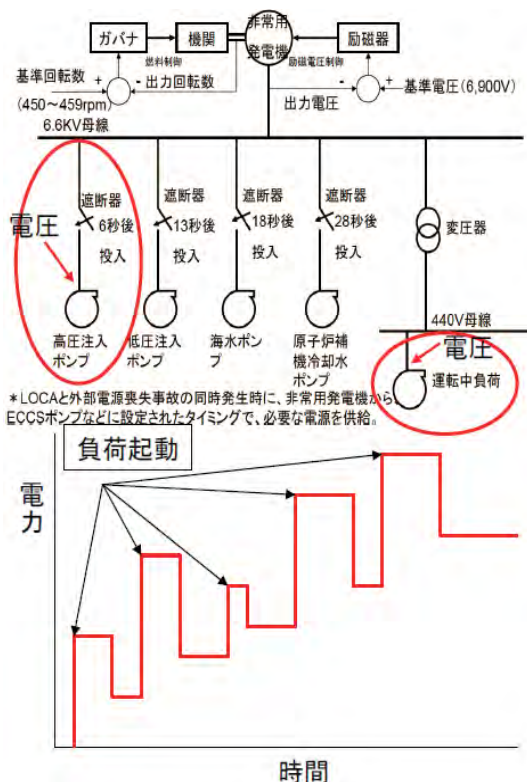 非常用
発電機
ガバナ
機関
励磁器
燃料制御
励磁電圧制御
基準回転数
(450～459rpm)
+
-
出力回転数
-
出力電圧
+
基準電圧(6,900V)
6.6KV母線
遮断器
6秒後
投入
遮断器
13秒後
投入
遮断器
18秒後
投入
遮断器
28秒後
投入
変圧器
電圧
高圧注入
ポンプ
低圧注入
ポンプ
海水ポン
プ
原子炉補
機冷却水
ポンプ
440V母線
電圧
運転中負荷
*LOCAと外部電源喪失事故の同時発生時に、非常用発電機から、
ECCSポンプなどに設定されたタイミングで、必要な電源を供給。
負荷起動
電力
時間